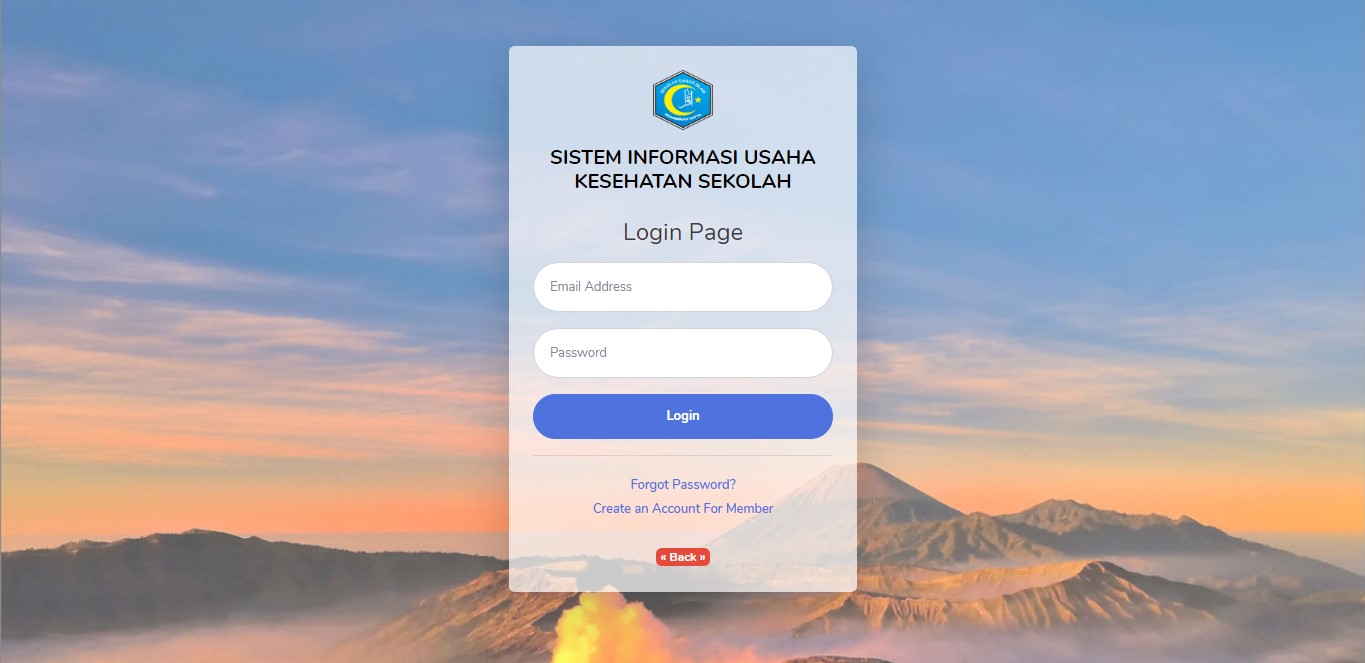 SISTEM INFORMASI USAHA
KESEHATAN SEKOLAH
Login Page
Email Address
Password
Login
Forgot Password?
Create an Account For Member
« Back »